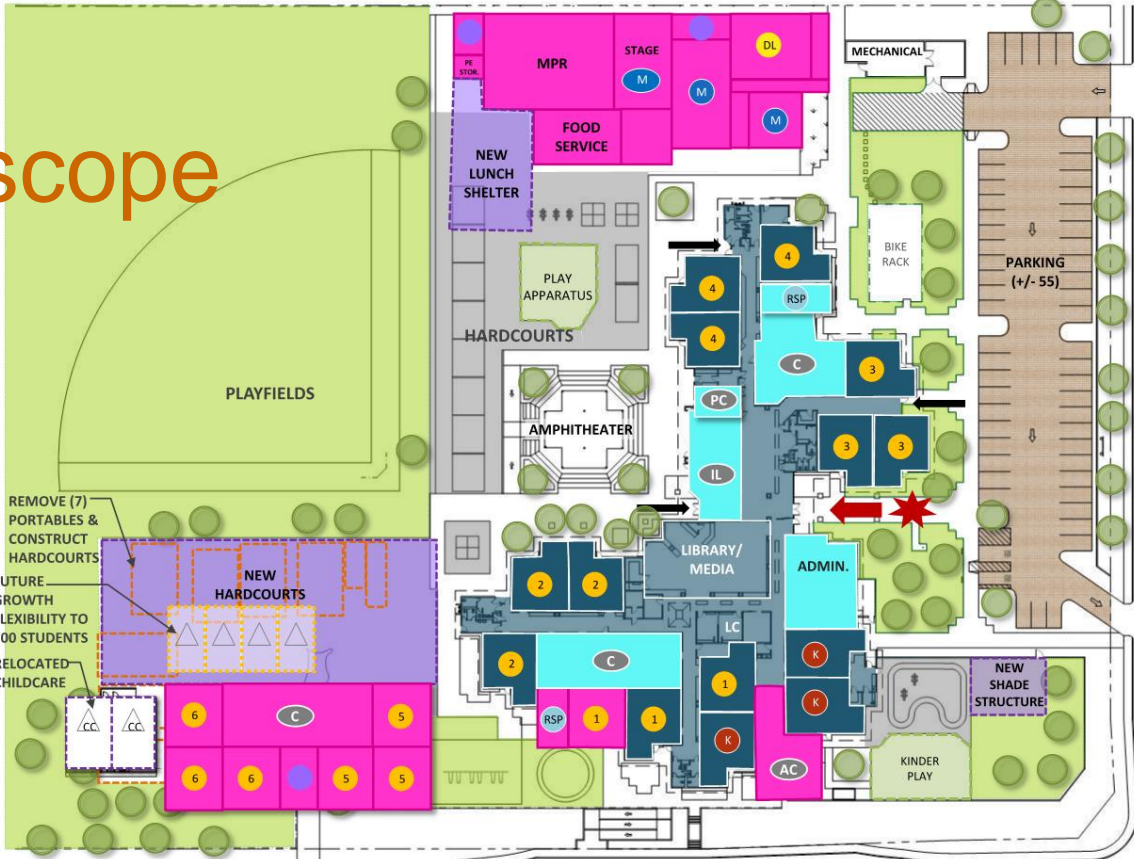 scope
PE
STOR.
MPR
STAGE
M
M
DL
M
FOOD
SERVICE
NEW
LUNCH
SHELTER
MECHANICAL
BIKE
RACK
PARKING
(+/- 55)
PLAY
APPARATUS
HARDCOURTS
PLAYFIELDS
AMPHITHEATER
4
4
4
RSP
C
3
3
3
PC
IL
LIBRARY/
MEDIA
ADMIN.
LC
2
2
2
C
RSP
1
1
1
K
K
K
AC
NEW
SHADE
STRUCTURE
KINDER
PLAY
REMOVE (7)
PORTABLES &
CONSTRUCT
HARDCOURTS
UTURE
GROWTH
LEXIBILITY TO
00 STUDENTS
RELOCATED
CHILDCARE
NEW
HARDCOURTS
CC
CC
6
C
5
6
6
5
5